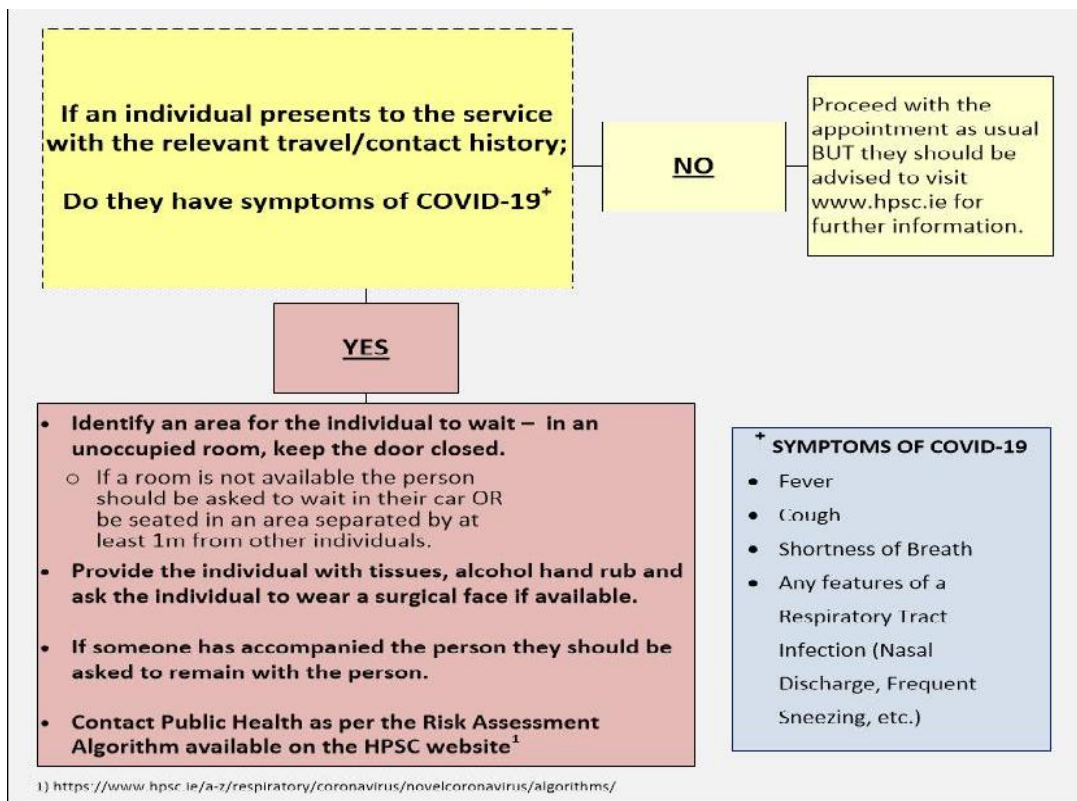 If an individual presents to the service
with the relevant travel/contact history;
Do they have symptoms of COVID-19+
NO
Proceed with the
appointment as usual
BUT they should be
advised to visit
www.hpsc.ie for
further information.
YES
• Identify an area for the individual to wait – in an
unoccupied room, keep the door closed.
o If a room is not available the person
should be asked to wait in their car OR
be seated in an area separated by at
least 1m from other individuals.
• Provide the individual with tissues, alcohol hand rub and
ask the individual to wear a surgical face if available.
• If someone has accompanied the person they should be
asked to remain with the person.
• Contact Public Health as per the Risk Assessment
Algorithm available on the HPSC website1
+ SYMPTOMS OF COVID-19
• Fever
• Cough
• Shortness of Breath
• Any features of a
Respiratory Tract
Infection (Nasal
Discharge, Frequent
Sneezing, etc.)
1) https://www.hpsc.ie/a-z/respiratory/coronavirus/novelcoronavirus/algorithms/